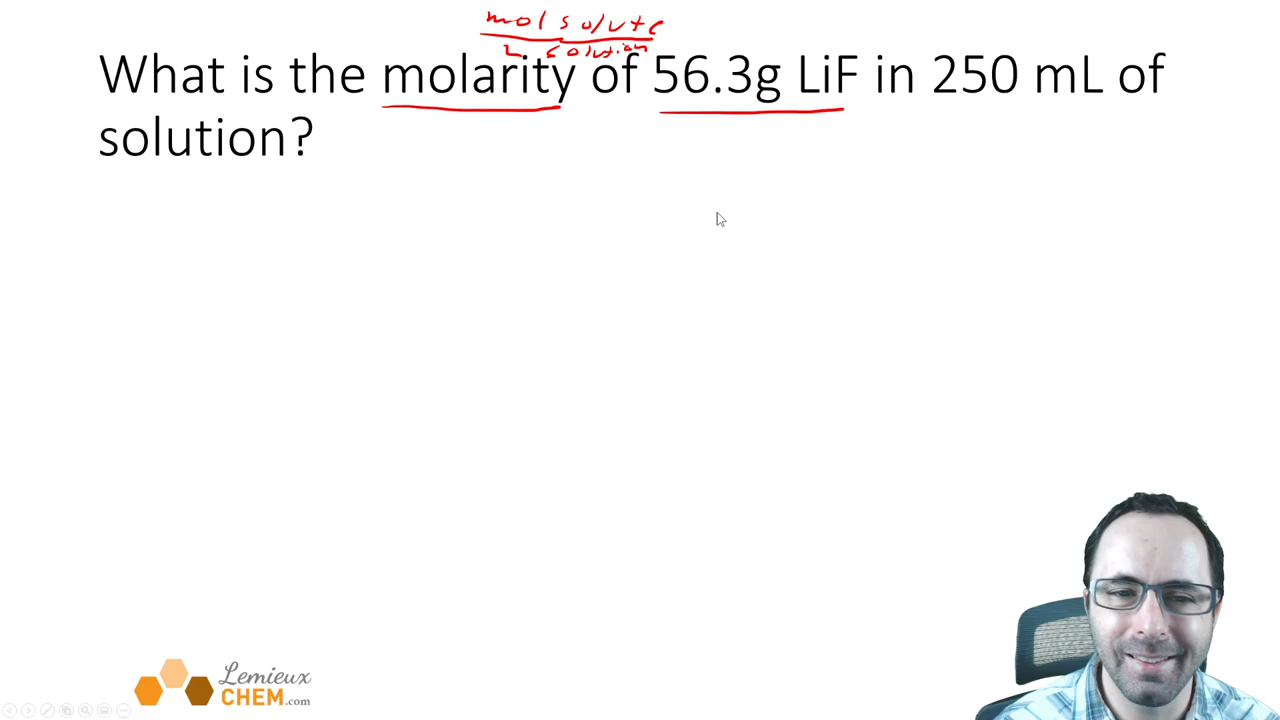 mol solute
L solution
What is the molarity of 56.3g LiF in 250 mL of
solution?
Lemieux
CHEM.com